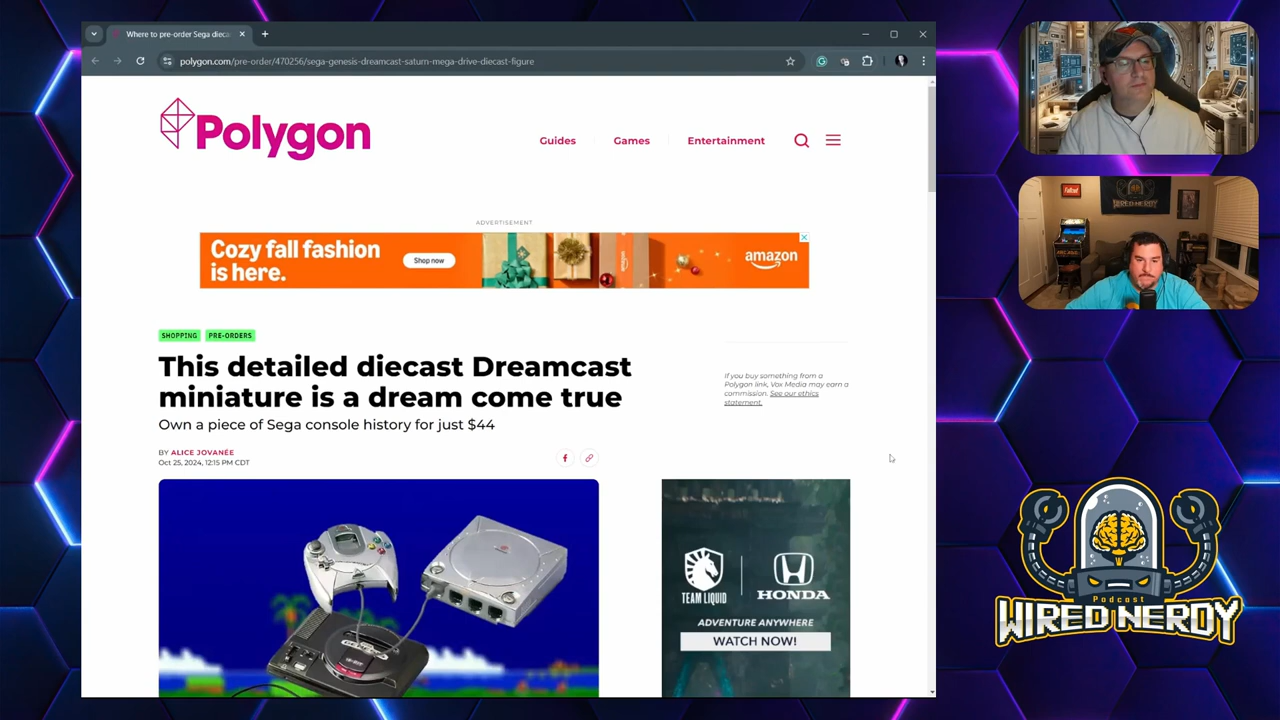 Where to pre-order Sega diecas
polygon.com/pre-order/470256/sega-genesis-dreamcast-saturn-mega-drive-diecast-figure
Polygon
Guides
Games
Entertainment
ADVERTISEMENT
Cozy fall fashion
is here.
Shop now
amazon
SHOPPING
PRE-ORDERS
This detailed diecast Dreamcast
miniature is a dream come true
Own a piece of Sega console history for just $44
BY ALICE JOVANÉE
Oct 25, 2024, 12:15 PM CDT
If you buy something from a
Polygon link, Vox Media may earn a
commission. See our ethics
statement.
TEAM LIQUID
HONDA
ADVENTURE ANYWHERE
WATCH NOW!
Fallout
WIRED NERDY
Podcast
WIRED NERDY